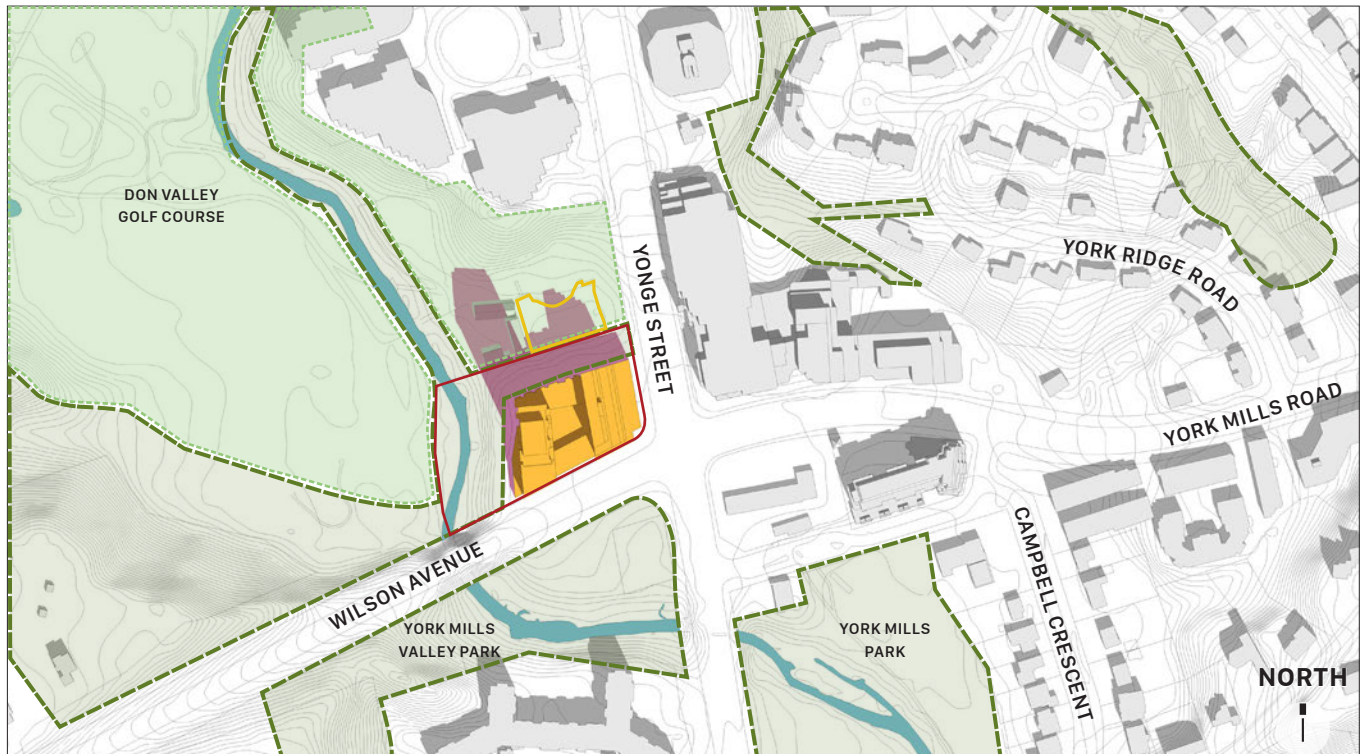 DON VALLEY
GOLF COURSE
YONGE STREET
YORK RIDGE ROAD
YORK MILLS ROAD
WILSON AVENUE
YORK MILLS
VALLEY PARK
YORK MILLS
PARK
CAMPBELL CRESCENT
NORTH